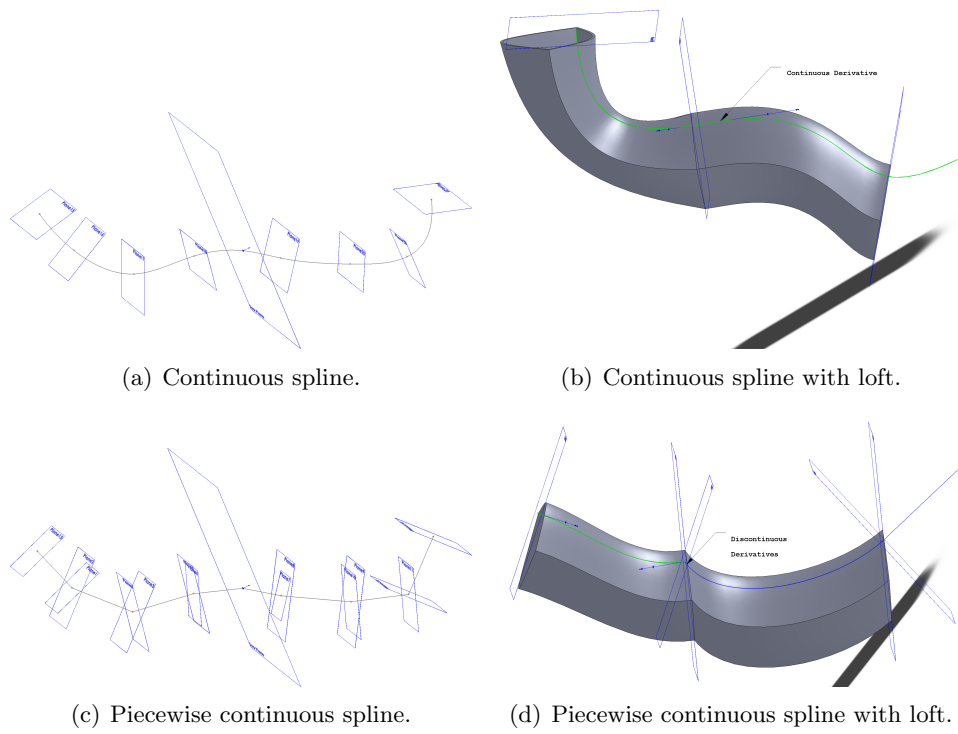 Continuous Derivative
(a) Continuous spline.
(b) Continuous spline with loft.
Discontinuous
Derivatives
(c) Piecewise continuous spline.
(d) Piecewise continuous spline with loft.